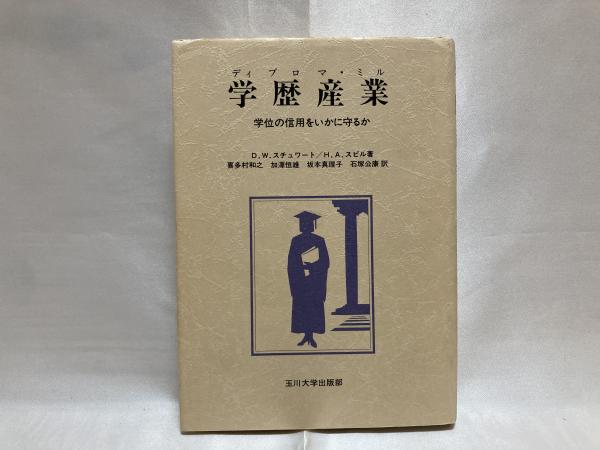 ディプロマ・ミル
学歴産業
学位の信用をいかに守るか
D.W.スチュワート/H.A.スピル著
喜多村和之 加澤恒雄 坂本真理子 石塚公康 訳
玉川大学出版部